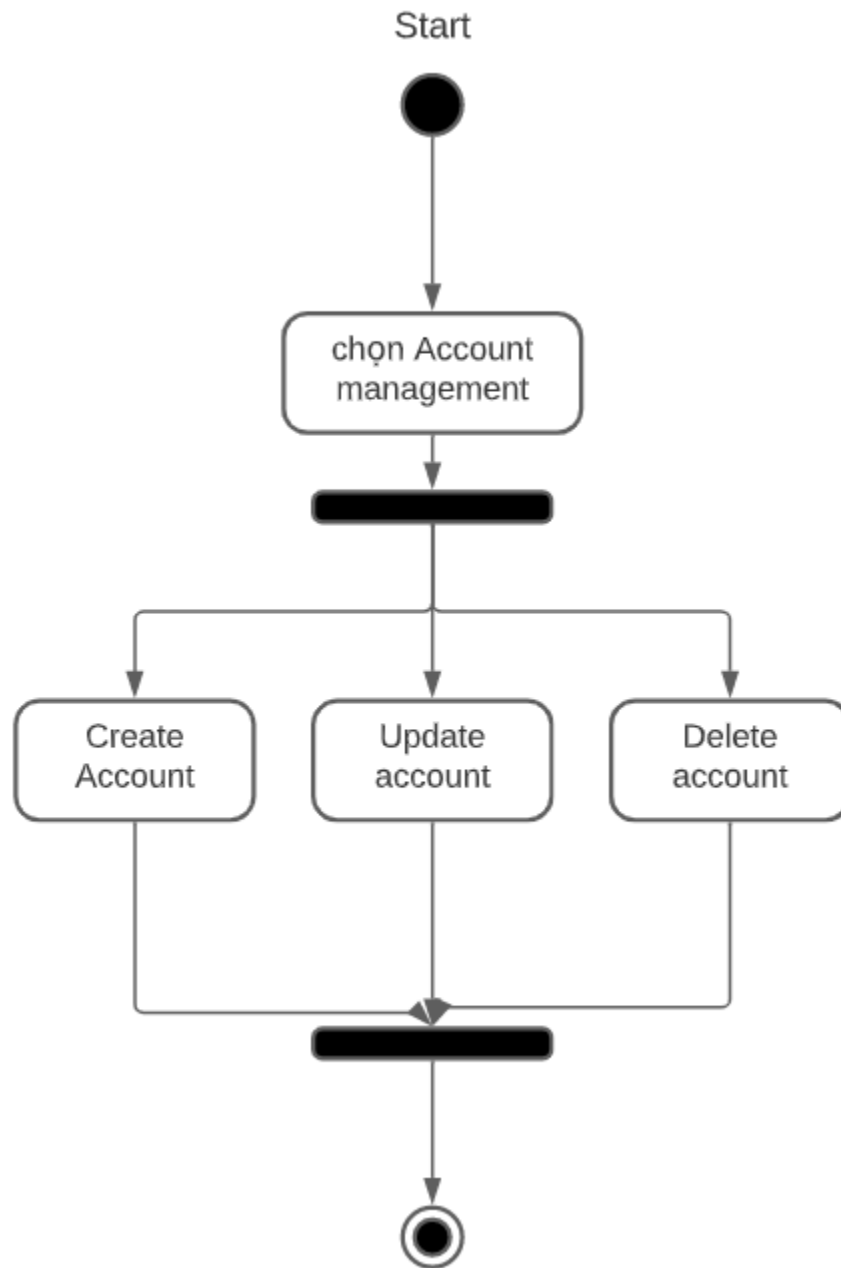 Start
chọn Account
management
Create
Account
Update
account
Delete
account